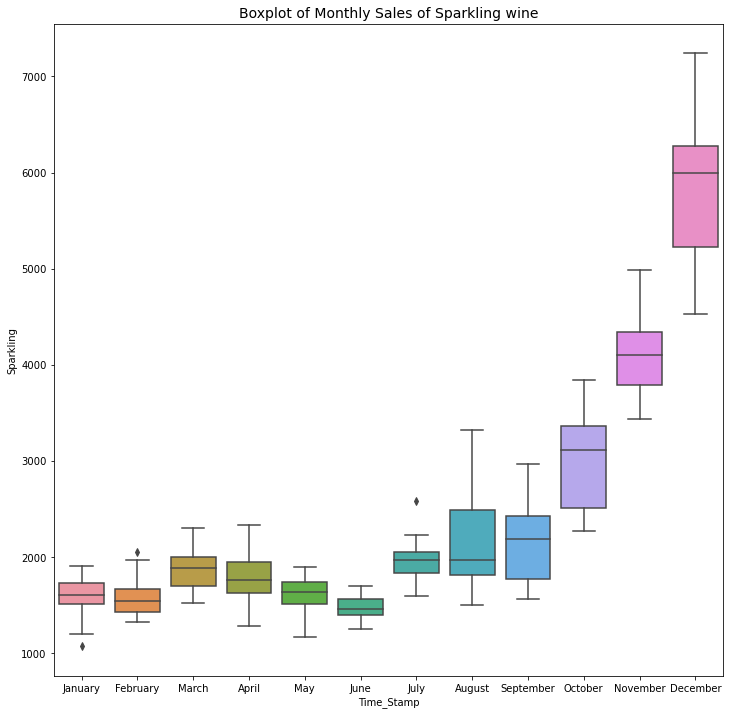 Boxplot of Monthly Sales of Sparkling wine
Sparkling
7000
6000
5000
4000
3000
2000
1000
January February March April May June July August September October November December
Time_Stamp